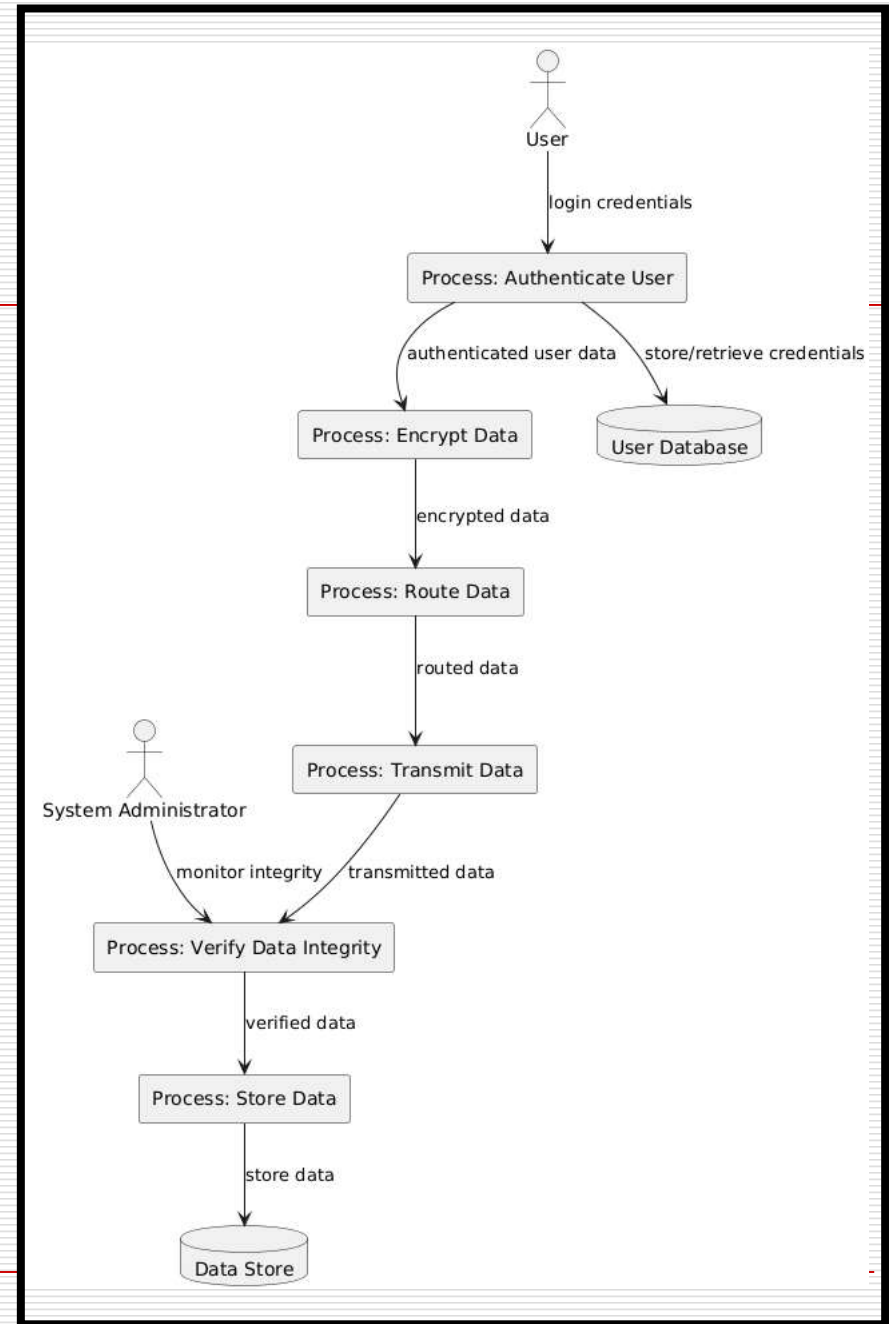 User
login credentials
Process: Authenticate User
authenticated user data
store/retrieve credentials
Process: Encrypt Data
User Database
encrypted data
Process: Route Data
routed data
Process: Transmit Data
System Administrator
monitor integrity
transmitted data
Process: Verify Data Integrity
verified data
Process: Store Data
store data
Data Store